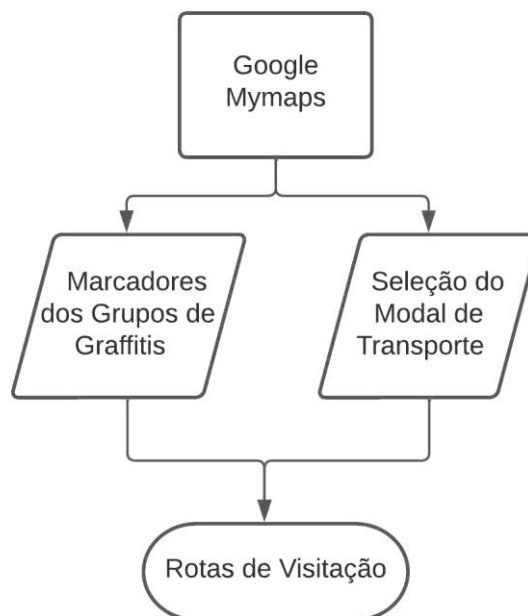 Google
Mymaps
Marcadores
dos Grupos de
Graffitis
Seleção do
Modal de
Transporte
Rotas de Visitação